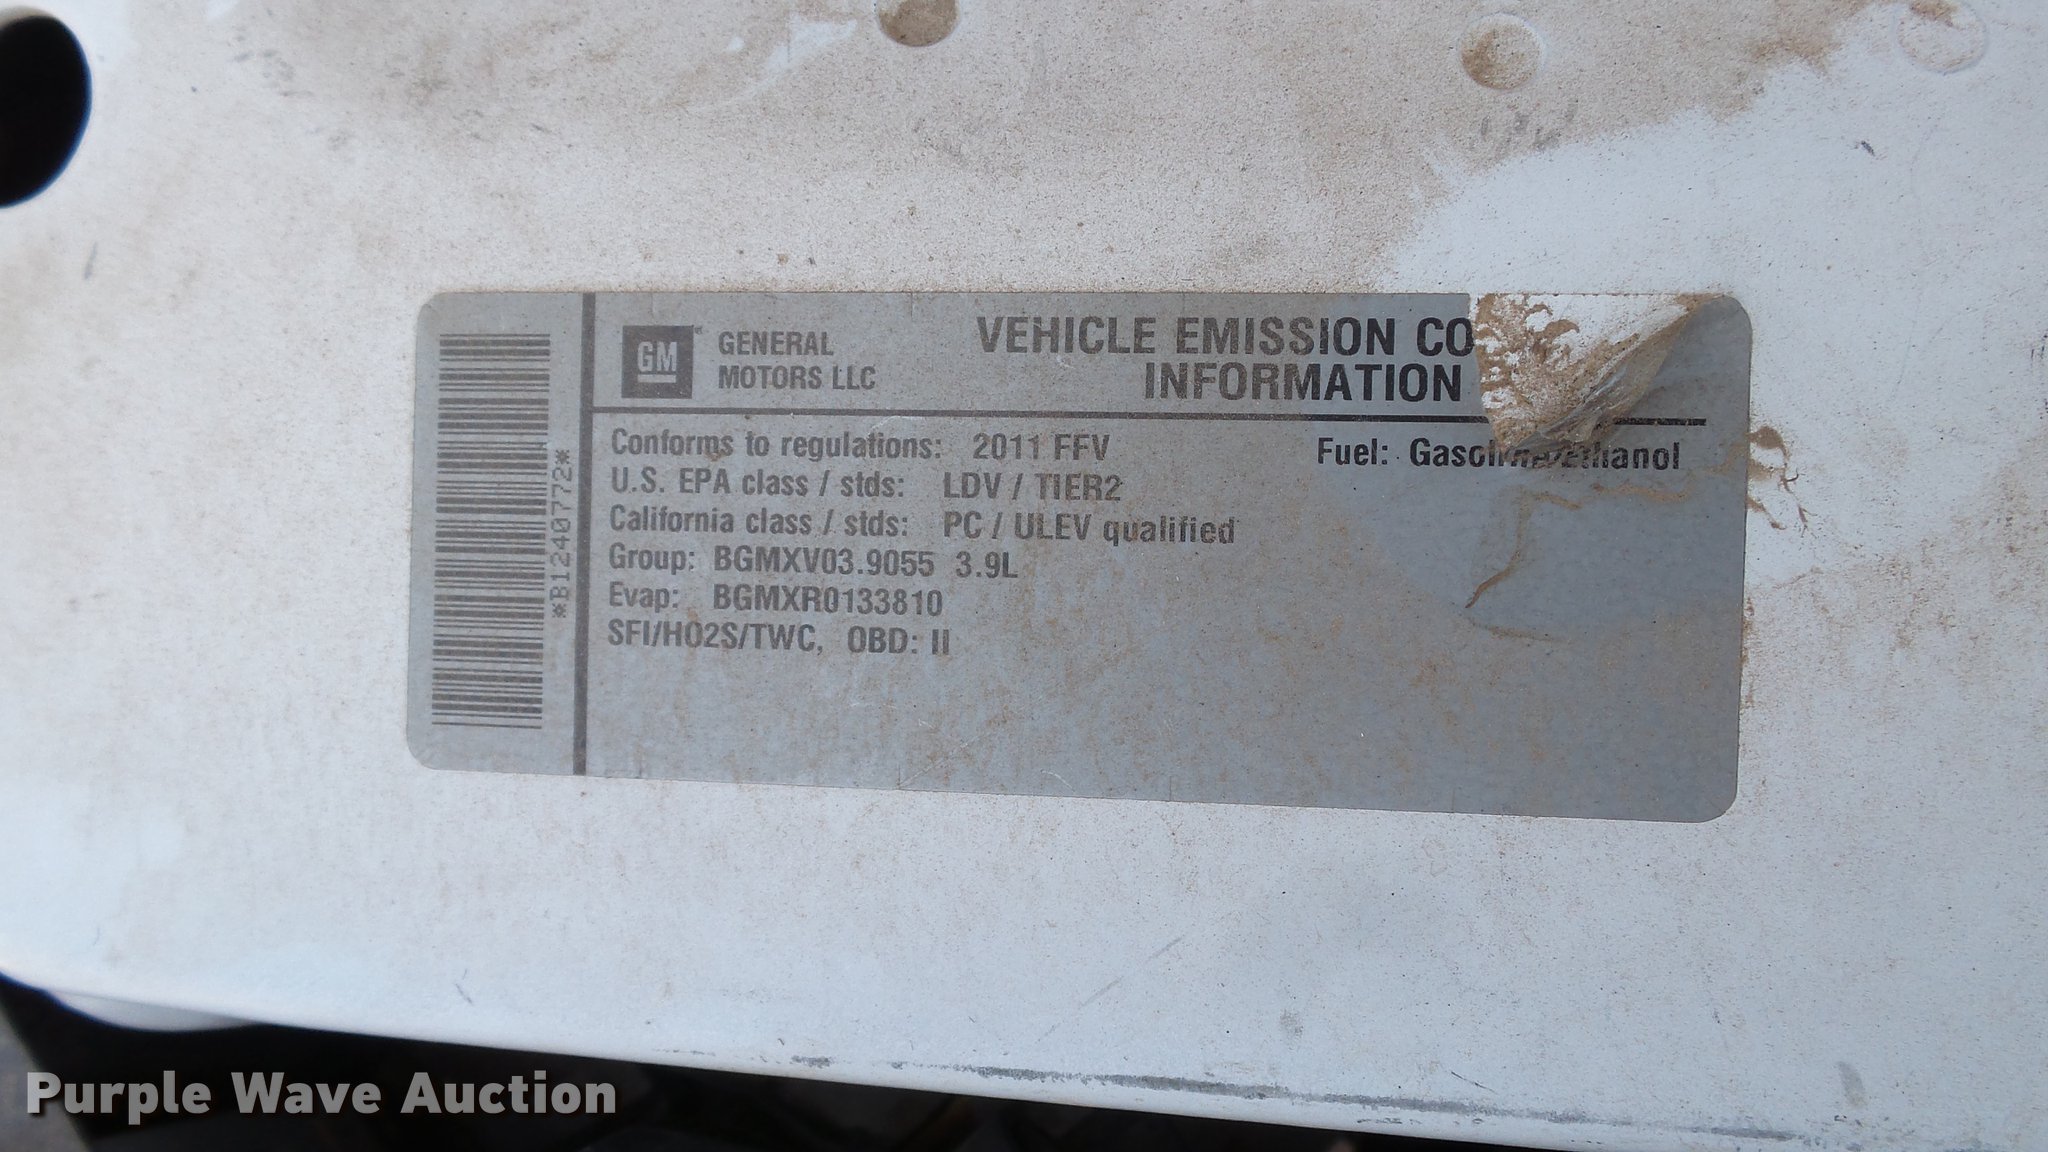 *B1240772*
GM
GENERAL
MOTORS LLC
VEHICLE EMISSION CO
INFORMATION
Conforms to regulations: 2011 FFV
Fuel: Gasoline/Ethanol
U.S. EPA class / stds: LDV / TIER2
California class / stds: PC / ULEV qualified
Group: BGMXV03.9055 3.9L
Evap: BGMXR0133810
SFI/HO2S/TWC, OBD: II
Purple Wave Auction